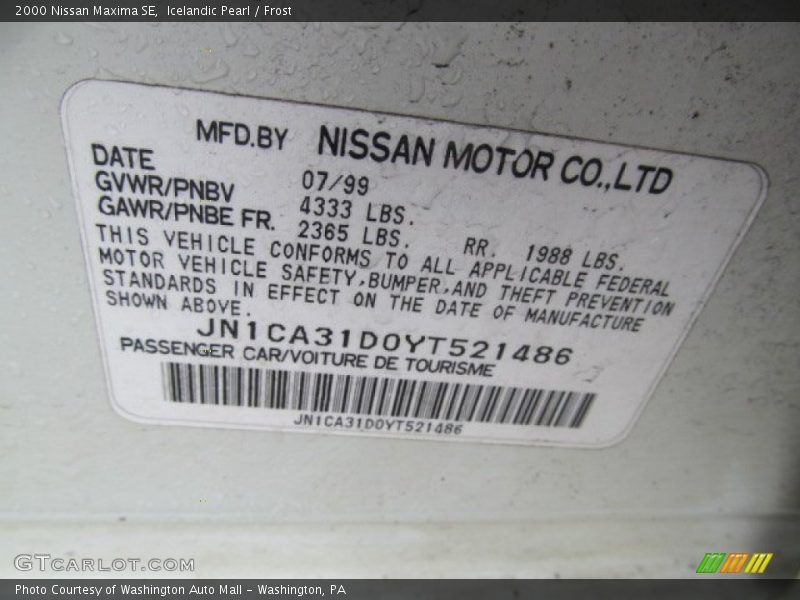 2000 Nissan Maxima SE,  Icelandic Pearl / Frost
MFD.BY NISSAN MOTOR CO.,LTD
DATE 07/99
GVWR/PNBV 4333 LBS.
GAWR/PNBE FR. 2365 LBS. RR. 1988 LBS.
THIS VEHICLE CONFORMS TO ALL APPLICABLE FEDERAL
MOTOR VEHICLE SAFETY,BUMPER,AND THEFT PREVENTION
STANDARDS IN EFFECT ON THE DATE OF MANUFACTURE
SHOWN ABOVE.
JN1CA31D0YT521486
PASSENGER CAR/VOITURE DE TOURISME
JN1CA31D0YT521486
GTCARLOT.COM
Photo Courtesy of Washington Auto Mall - Washington, PA